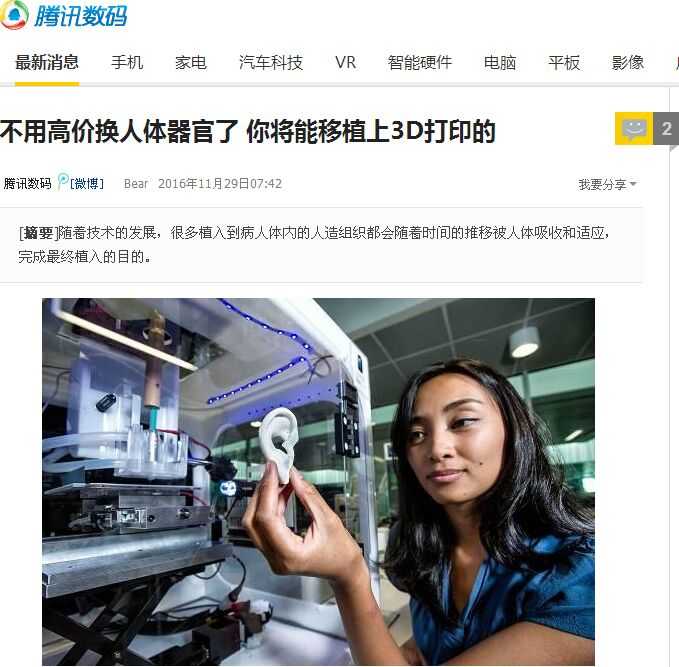 腾讯数码
最新消息 手机 家电 汽车科技 VR 智能硬件 电脑 平板 影像
不用高价换人体器官了 你将能移植上3D打印的
2
腾讯数码 [微博] Bear 2016年11月29日07:42 我要分享
[摘要]随着技术的发展，很多植入到病人体内的人造组织都会随着时间的推移被人体吸收和适应，
完成最终植入的目的。